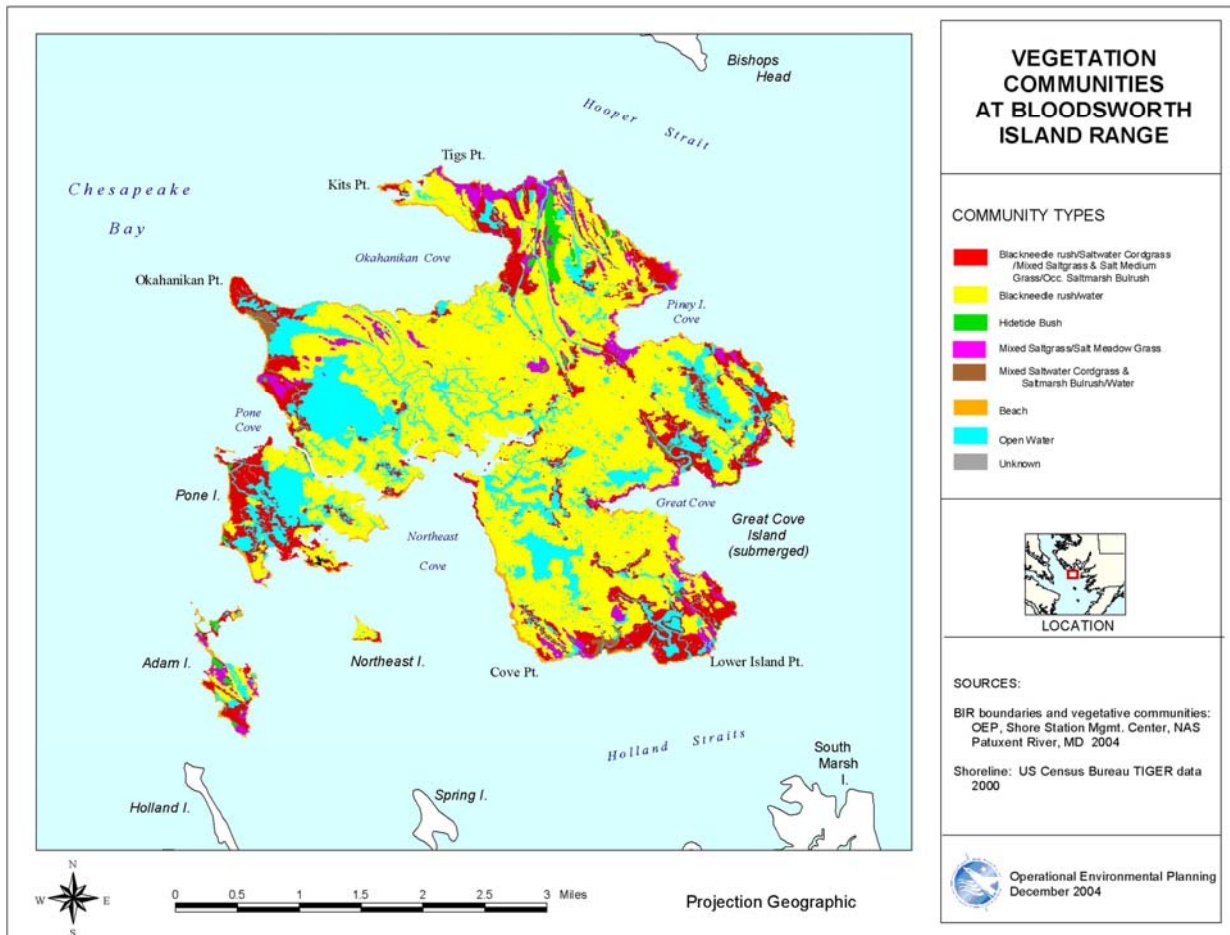 Bishops
Head
Hooper Strait
Tigs Pt.
Kits Pt.
Chesapeake
Bay
Okahanikan Cove
Okahanikan Pt.
Piney I.
Cove
Pone
Cove
Pone I.
Great Cove
Great Cove
Island
(submerged)
Northeast
Cove
Adam I.
Northeast I.
Cove Pt.
Lower Island Pt.
Holland Straits
South
Marsh
I.
Holland I.
Spring I.
N
W E
S
0 0.5 1 1.5 2 2.5 3 Miles
Projection Geographic
VEGETATION
COMMUNITIES
AT BLOODSWORTH
ISLAND RANGE
COMMUNITY TYPES
Blackneedle rush/Saltwater Cordgrass
/Mixed Saltgrass & Salt Medium
Grass/Occ. Saltmarsh Bulrush
Blackneedle rush/water
Hidetide Bush
Mixed Saltgrass/Salt Meadow Grass
Mixed Saltwater Cordgrass &
Saltmarsh Bulrush/Water
Beach
Open Water
Unknown
LOCATION
SOURCES:
BIR boundaries and vegetative communities:
OEP, Shore Station Mgmt. Center, NAS
Patuxent River, MD 2004
Shoreline: US Census Bureau TIGER data
2000
Operational Environmental Planning
December 2004